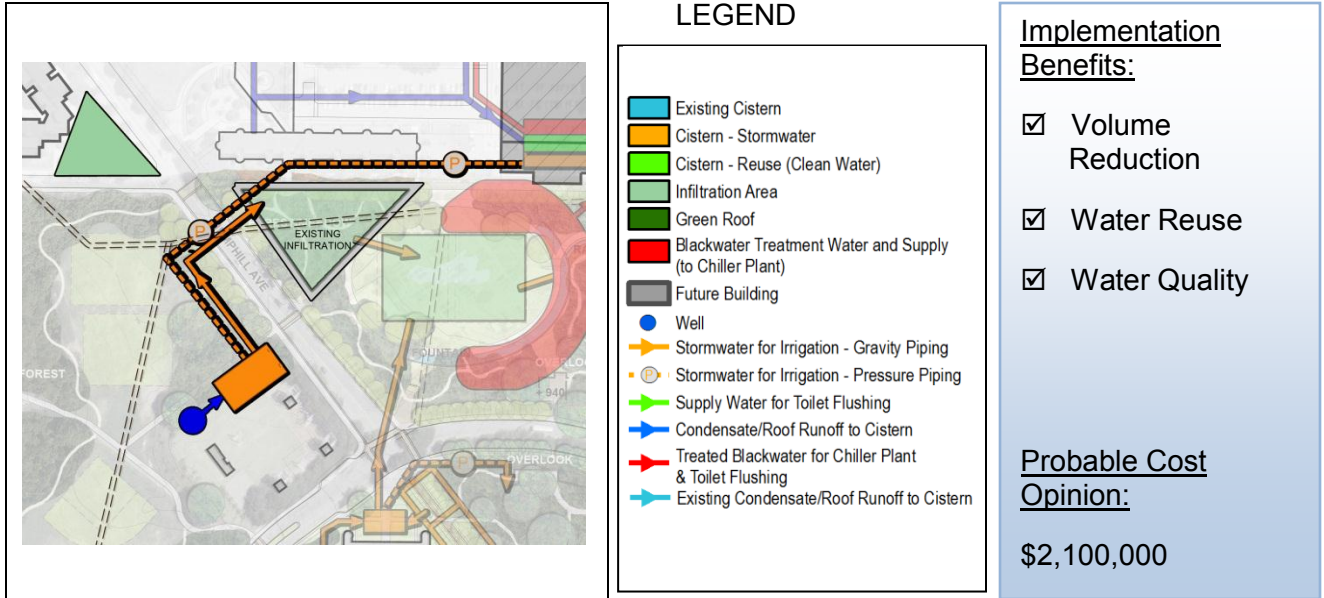 LEGEND
Existing Cistern
Cistern - Stormwater
Cistern - Reuse (Clean Water)
Infiltration Area
Green Roof
Blackwater Treatment Water and Supply
(to Chiller Plant)
Future Building
Well
Stormwater for Irrigation - Gravity Piping
P
Stormwater for Irrigation - Pressure Piping
Supply Water for Toilet Flushing
Condensate/Roof Runoff to Cistern
Treated Blackwater for Chiller Plant
& Toilet Flushing
Existing Condensate/Roof Runoff to Cistern
P
P
EXISTING
INFILTRATION
FOREST
+ 940
OVERLOOK
P
Implementation
Benefits:
☑ Volume
Reduction
☑ Water Reuse
☑ Water Quality
Probable Cost
Opinion:
$2,100,000